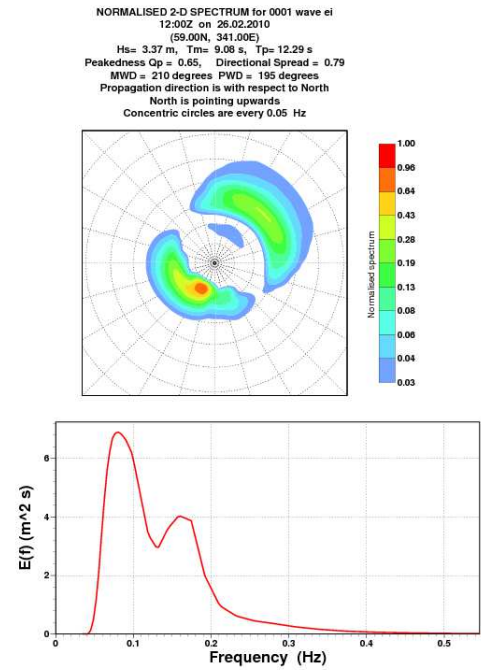 NORMALISED 2-D SPECTRUM for 0001 wave ei
12:00Z on 26.02.2010
(59.00N, 341.00E)
Hs= 3.37 m, Tm= 9.08 s, Tp= 12.29 s
Peakedness Qp = 0.65, Directional Spread = 0.79
MWD = 210 degrees PWD = 195 degrees
Propagation direction is with respect to North
North is pointing upwards
Concentric circles are every 0.05 Hz
Normalised spectrum
1.00
0.96
0.64
0.43
0.28
0.19
0.13
0.08
0.06
0.04
0.03
E(f) (m^2 s)
6
4
2
0
0 0.1 0.2 0.3 0.4 0.5
Frequency (Hz)